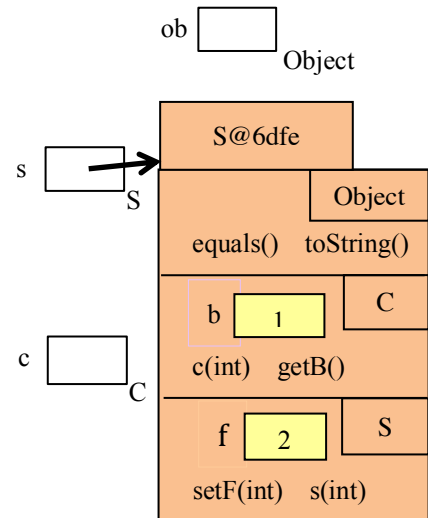 ob
Object
S@6dfe
s
S
Object
equals() toString()
C
b 1
c
C
c(int) getB()
S
f 2
setF(int) s(int)